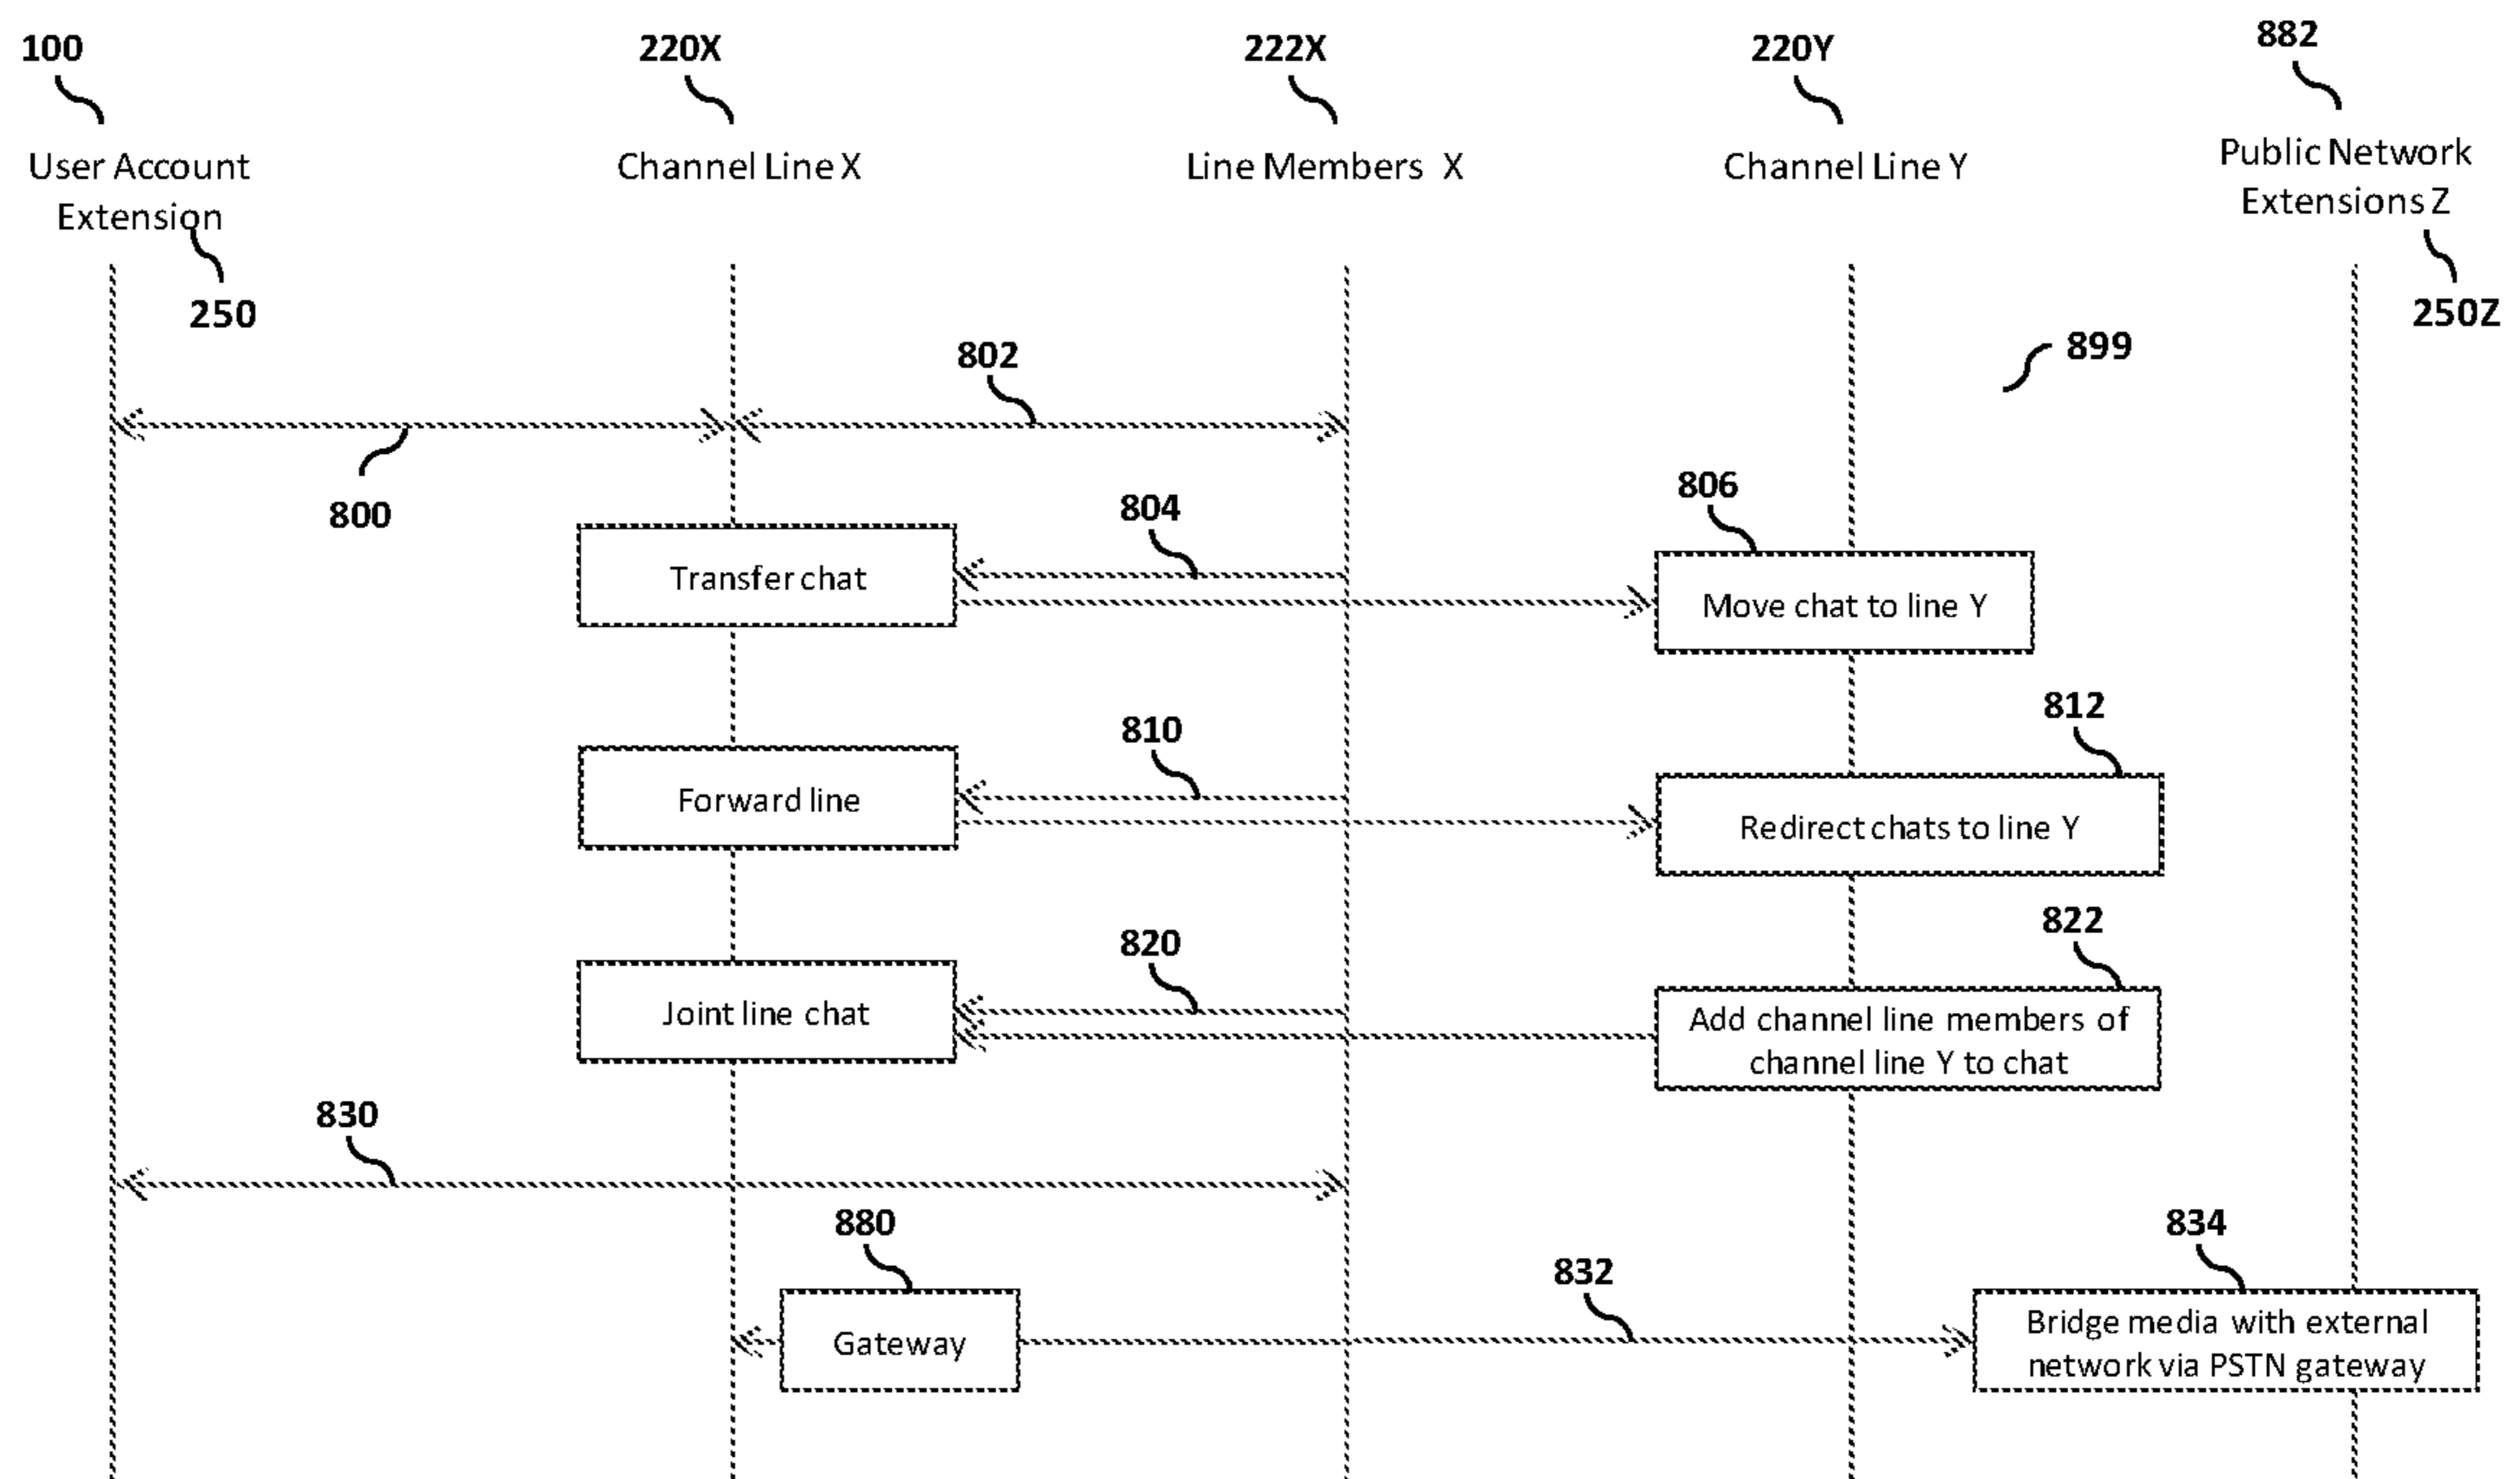 100
220X
222X
220Y
882
User Account
Extension
Channel Line X
Line Members X
Channel Line Y
Public Network
Extensions Z
250
250Z
899
802
800
804
806
Transfer chat
Move chat to line Y
810
812
Forward line
Redirect chats to line Y
820
822
Joint line chat
Add channel line members of
channel line Y to chat
830
880
832
834
Gateway
Bridge media with external
network via PSTN gateway